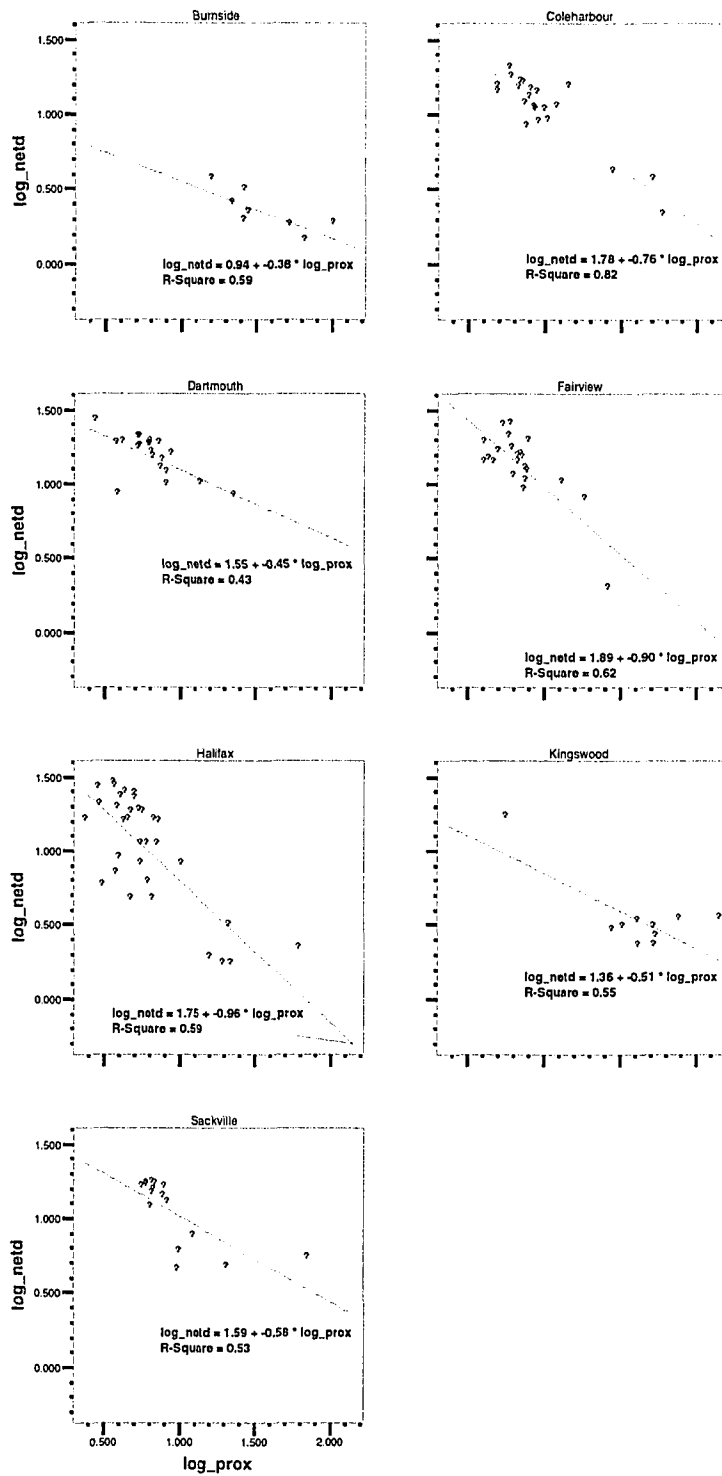 Burnside
1.500
1.000
0.500
0.000
log_netd
log_netd = 0.94 + -0.38 * log_prox
R-Square = 0.59
Coleharbour
log_netd = 1.78 + -0.76 * log_prox
R-Square = 0.82
Dartmouth
1.500
1.000
0.500
0.000
log_netd
log_netd = 1.55 + -0.45 * log_prox
R-Square = 0.43
Fairview
log_netd = 1.89 + -0.90 * log_prox
R-Square = 0.62
Halifax
1.500
1.000
0.500
0.000
log_netd
log_netd = 1.75 + -0.96 * log_prox
R-Square = 0.59
Kingswood
log_netd = 1.36 + -0.51 * log_prox
R-Square = 0.55
Sackville
1.500
1.000
0.500
0.000
log_netd
log_netd = 1.59 + -0.58 * log_prox
R-Square = 0.53
0.500 1.000 1.500 2.000
log_prox